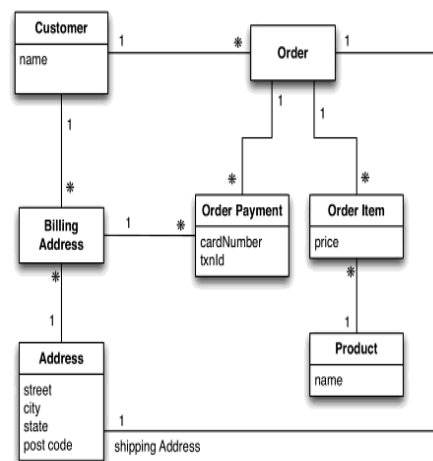 Customer
name
1
*
Order
1
1
1
1
*
*
*
Billing
Address
1
*
Order Payment
cardNumber
txnId
Order Item
price
*
1
*
1
Product
name
Address
street
city
state
post code
1
shipping Address